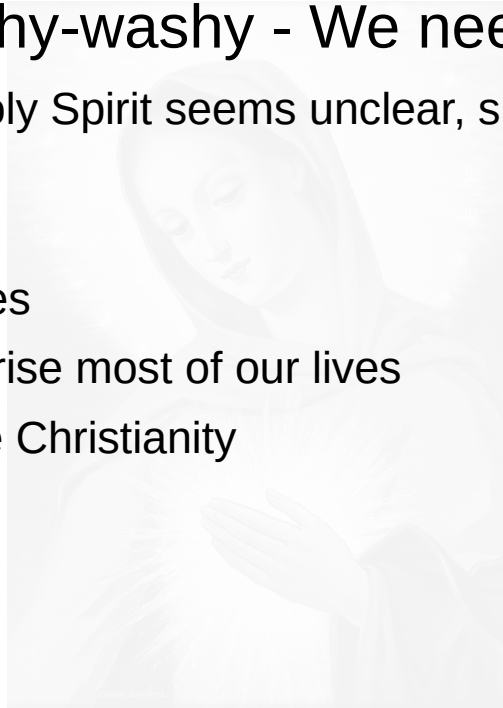 hy-washy - We nee
ly Spirit seems unclear, s
es
rise most of our lives
Christianity